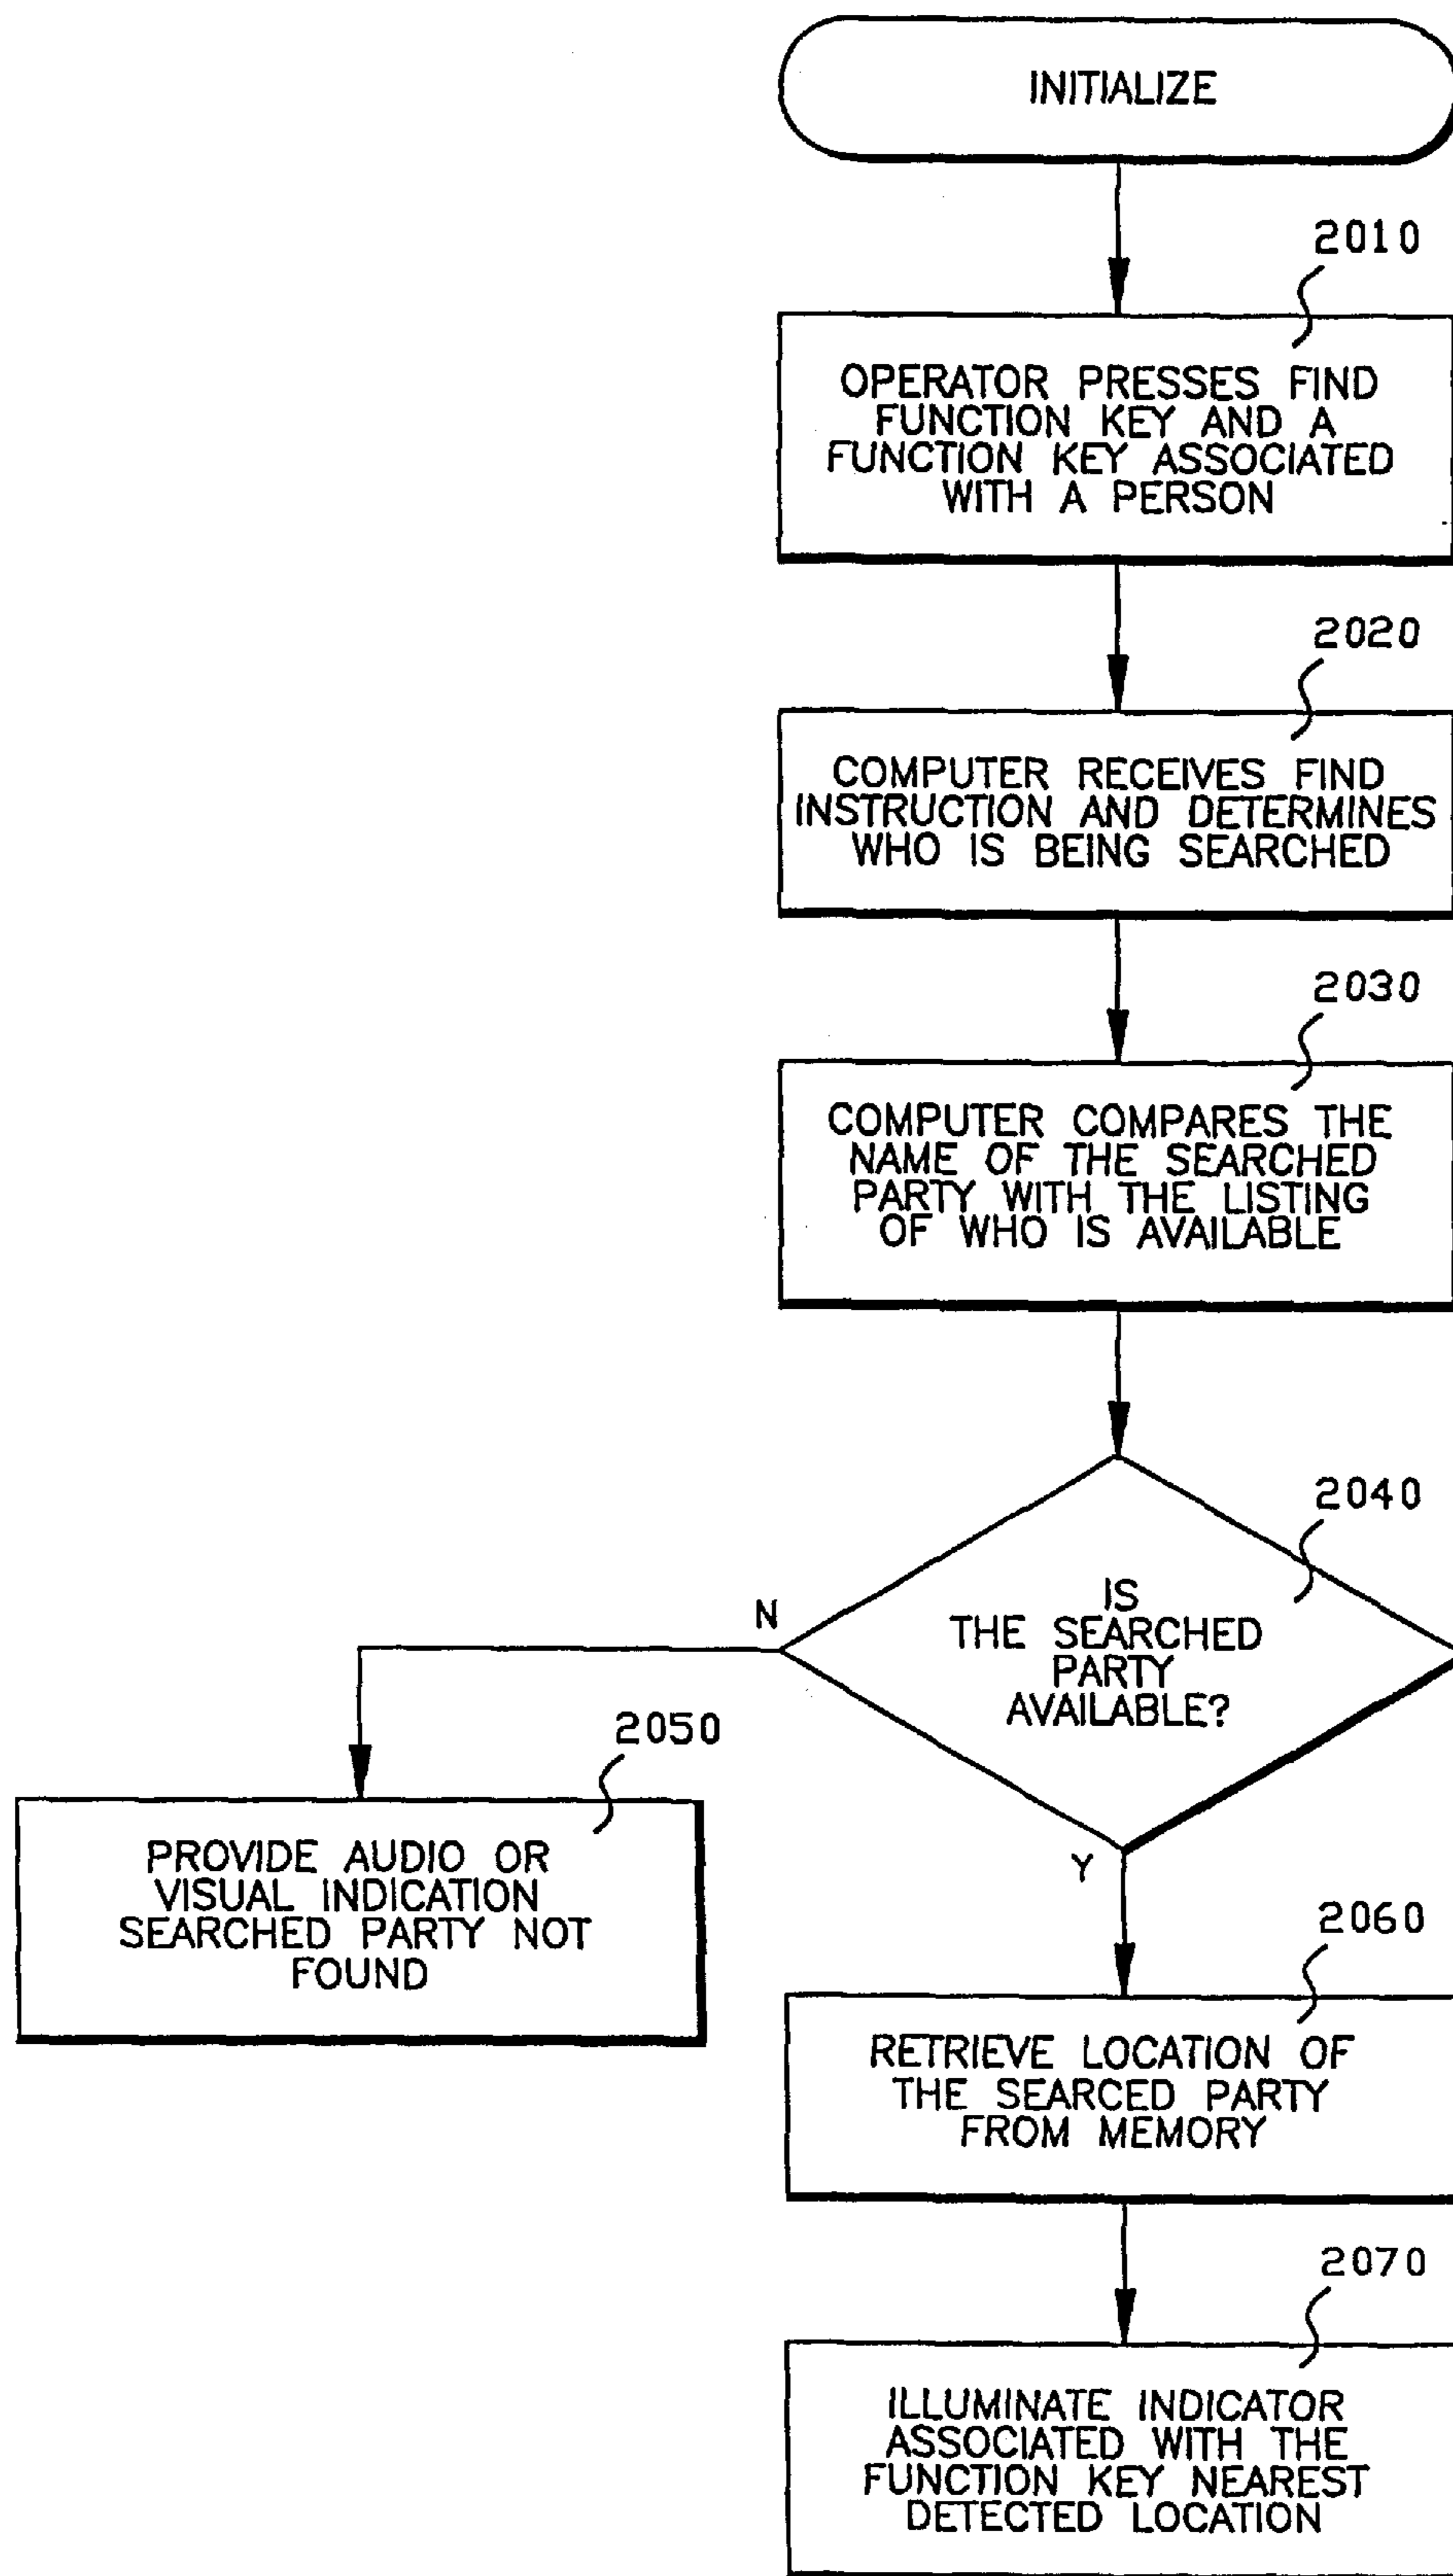 INITIALIZE
2010
OPERATOR PRESSES FIND
FUNCTION KEY AND A
FUNCTION KEY ASSOCIATED
WITH A PERSON
2020
COMPUTER RECEIVES FIND
INSTRUCTION AND DETERMINES
WHO IS BEING SEARCHED
2030
COMPUTER COMPARES THE
NAME OF THE SEARCHED
PARTY WITH THE LISTING
OF WHO IS AVAILABLE
2040
IS
THE SEARCHED
PARTY
AVAILABLE?
N
Y
2050
PROVIDE AUDIO OR
VISUAL INDICATION
SEARCHED PARTY NOT
FOUND
2060
RETRIEVE LOCATION OF
THE SEARCED PARTY
FROM MEMORY
2070
ILLUMINATE INDICATOR
ASSOCIATED WITH THE
FUNCTION KEY NEAREST
DETECTED LOCATION